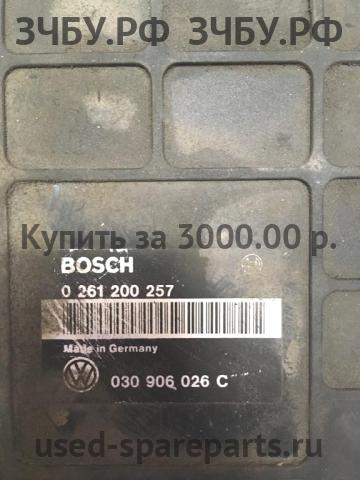 ЗЧБУ.РФ ЗЧБУ.РФ
Купить за 3000.00 р.
BOSCH
0 261 200 257
Made in Germany
030 906 026 C
used-spareparts.ru